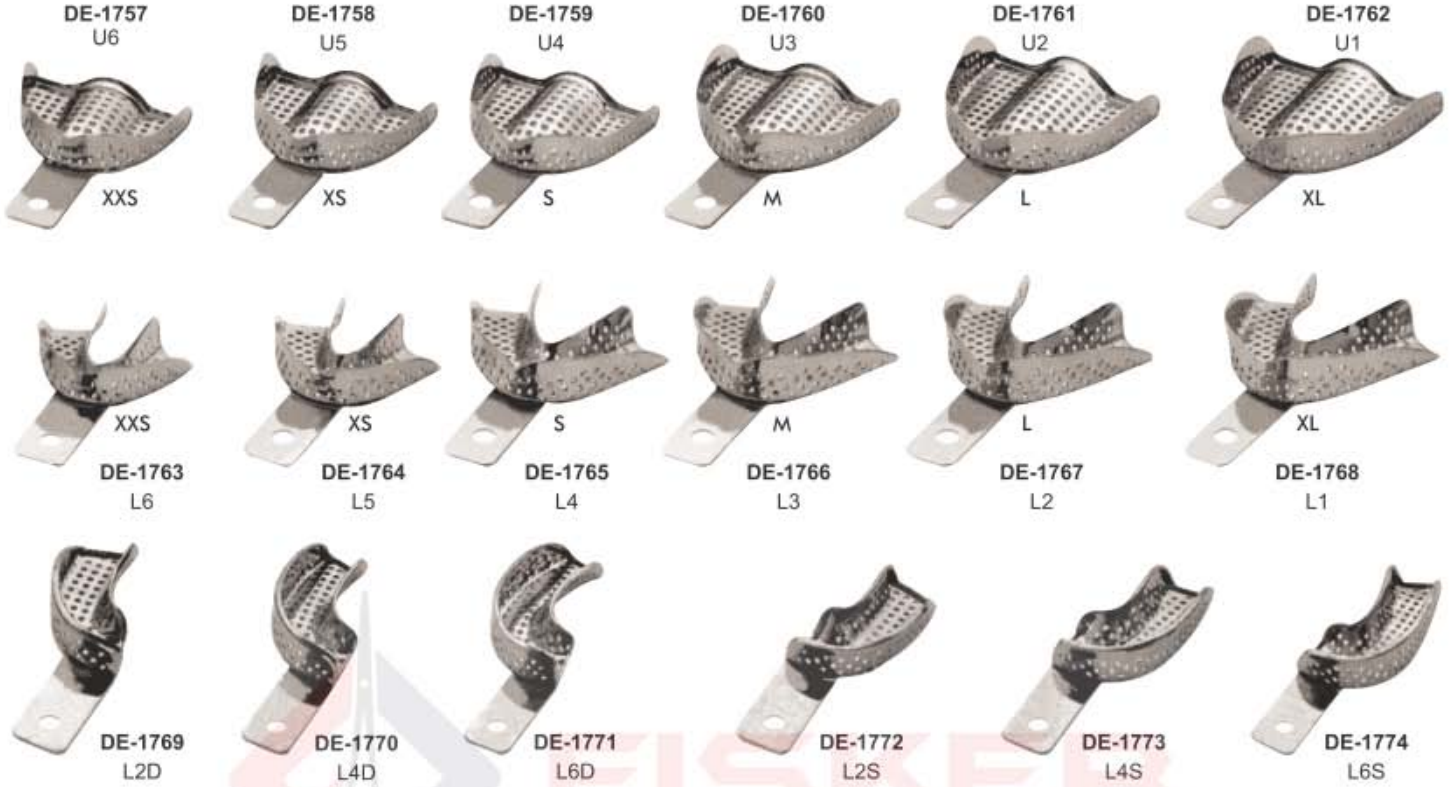 DE-1757 DE-1758 DE-1759 DE-1760 DE-1761 DE-1762
U6 U5 U4 U3 U2 U1
XXS XS S M L XL
XXS XS S M L XL
DE-1763 DE-1764 DE-1765 DE-1766 DE-1767 DE-1768
L6 L5 L4 L3 L2 L1
DE-1769 DE-1770 DE-1771 DE-1772 DE-1773 DE-1774
L2D L4D L6D L2S L4S L6S
EISKER